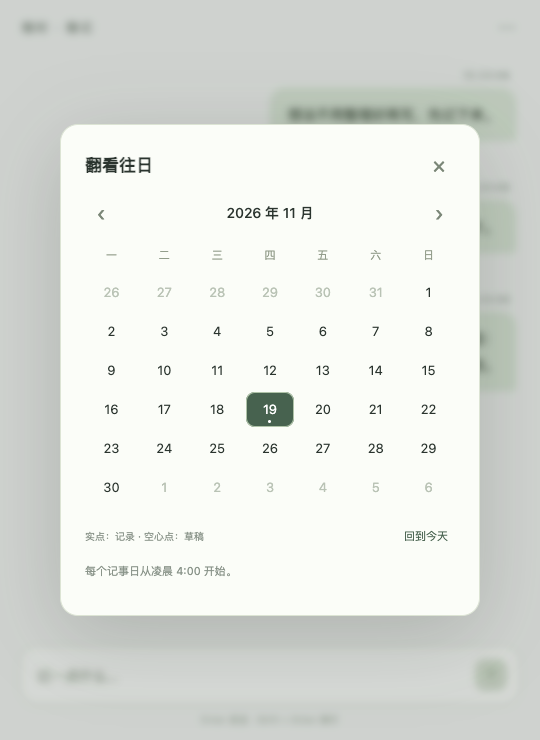 翻看往日 ×
‹ 2026 年 11 月 ›
一 二 三 四 五 六 日
26 27 28 29 30 31 1
2 3 4 5 6 7 8
9 10 11 12 13 14 15
16 17 18 19 20 21 22
23 24 25 26 27 28 29
30 1 2 3 4 5 6
实点：记录 · 空心点：草稿 回到今天
每个记事日从凌晨 4:00 开始。